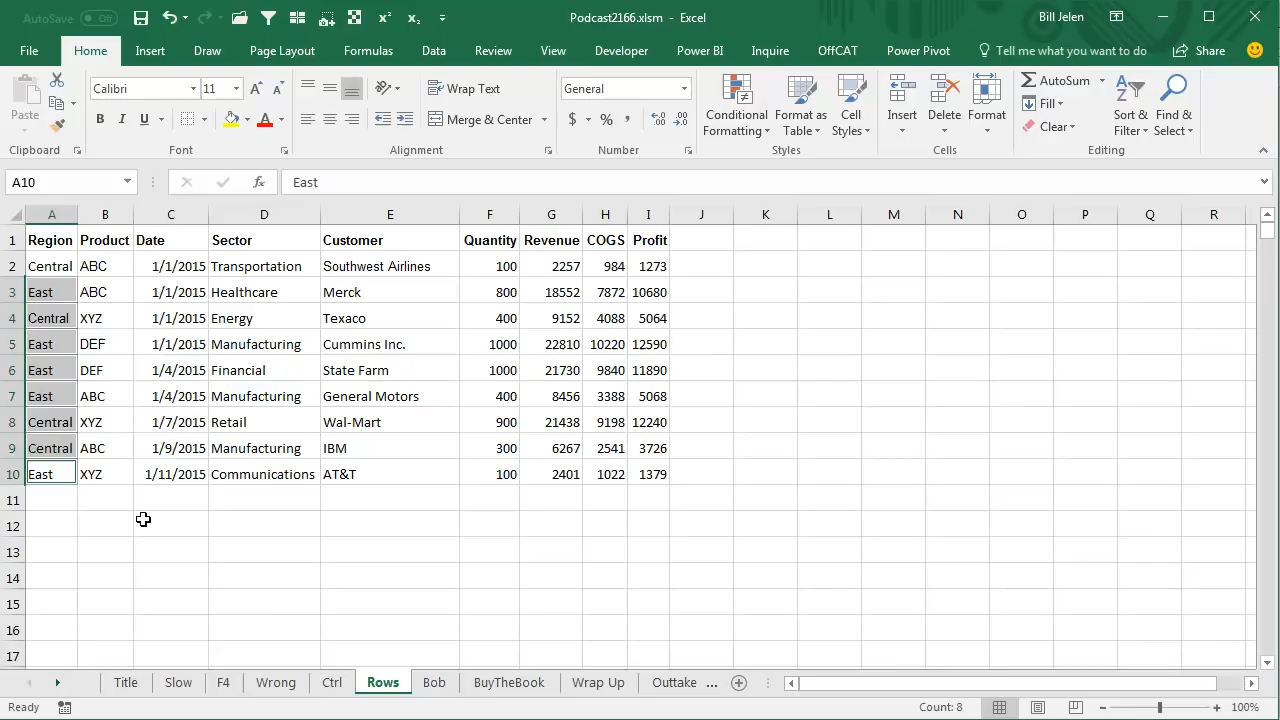 AutoSave Off Podcast2166.xlsm - Excel Bill Jelen
File Home Insert Draw Page Layout Formulas Data Review View Developer Power BI Inquire OffCAT Power Pivot Tell me what you want to do Share
Paste Calibri 11 Wrap Text General Conditional Formatting Format as Table Cell Styles Insert Delete Format AutoSum Sort & Filter Find & Select
B I U A Merge & Center $ % , Fill
Clear
Clipboard Font Alignment Number Styles Cells Editing
A10 fx East
A B C D E F G H I J K L M N O P Q R
1 Region Product Date Sector Customer Quantity Revenue COGS Profit
2 Central ABC 1/1/2015 Transportation Southwest Airlines 100 2257 984 1273
3 East ABC 1/1/2015 Healthcare Merck 800 18552 7872 10680
4 Central XYZ 1/1/2015 Energy Texaco 400 9152 4088 5064
5 East DEF 1/1/2015 Manufacturing Cummins Inc. 1000 22810 10220 12590
6 East DEF 1/4/2015 Financial State Farm 1000 21730 9840 11890
7 East ABC 1/4/2015 Manufacturing General Motors 400 8456 3388 5068
8 Central XYZ 1/7/2015 Retail Wal-Mart 900 21438 9198 12240
9 Central ABC 1/9/2015 Manufacturing IBM 300 6267 2541 3726
10 East XYZ 1/11/2015 Communications AT&T 100 2401 1022 1379
11
12
13
14
15
16
17
Title Slow F4 Wrong Ctrl Rows Bob BuyTheBook Wrap Up Outtake ...
Ready Count: 8 100%